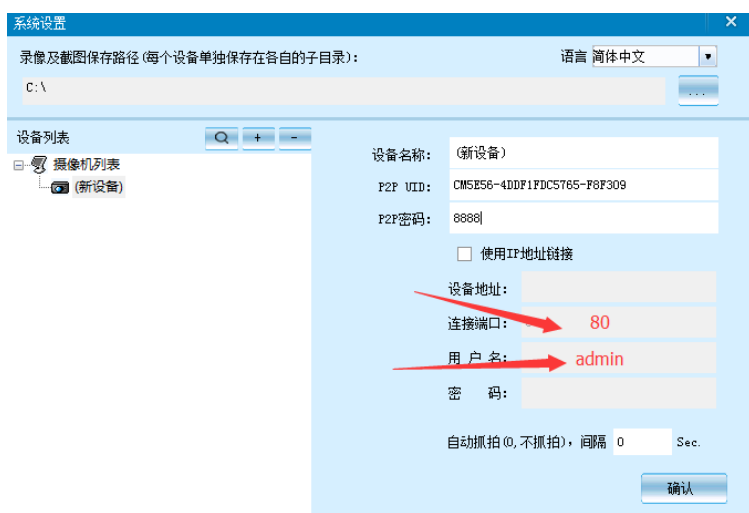 系统设置
录像及截图保存路径(每个设备单独保存在各自的子目录):
语言 简体中文
C:\
...
设备列表
+ -
摄像机列表
(新设备)
设备名称: (新设备)
P2P UID: CM5E56-4DDF1FDC5765-F8F309
P2P密码: 8888
使用IP地址链接
设备地址:
连接端口: 80
用 户 名: admin
密 码:
自动抓拍(0,不抓拍),间隔 0 Sec.
确认